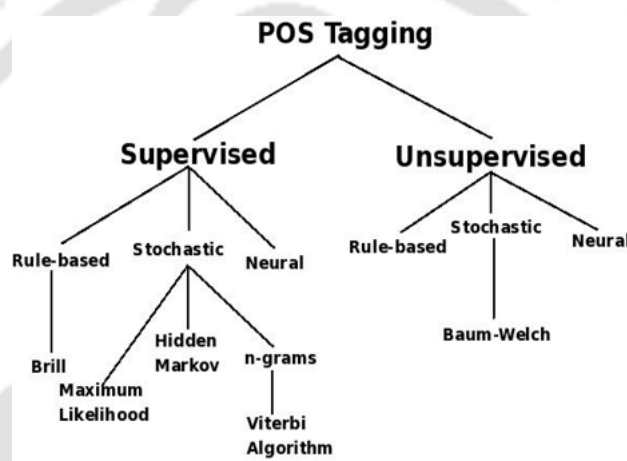 POS Tagging
Supervised
Unsupervised
Rule-based
Stochastic
Neural
Rule-based
Stochastic
Neural
Brill
Maximum
Likelihood
Hidden
Markov
n-grams
Viterbi
Algorithm
Baum-Welch